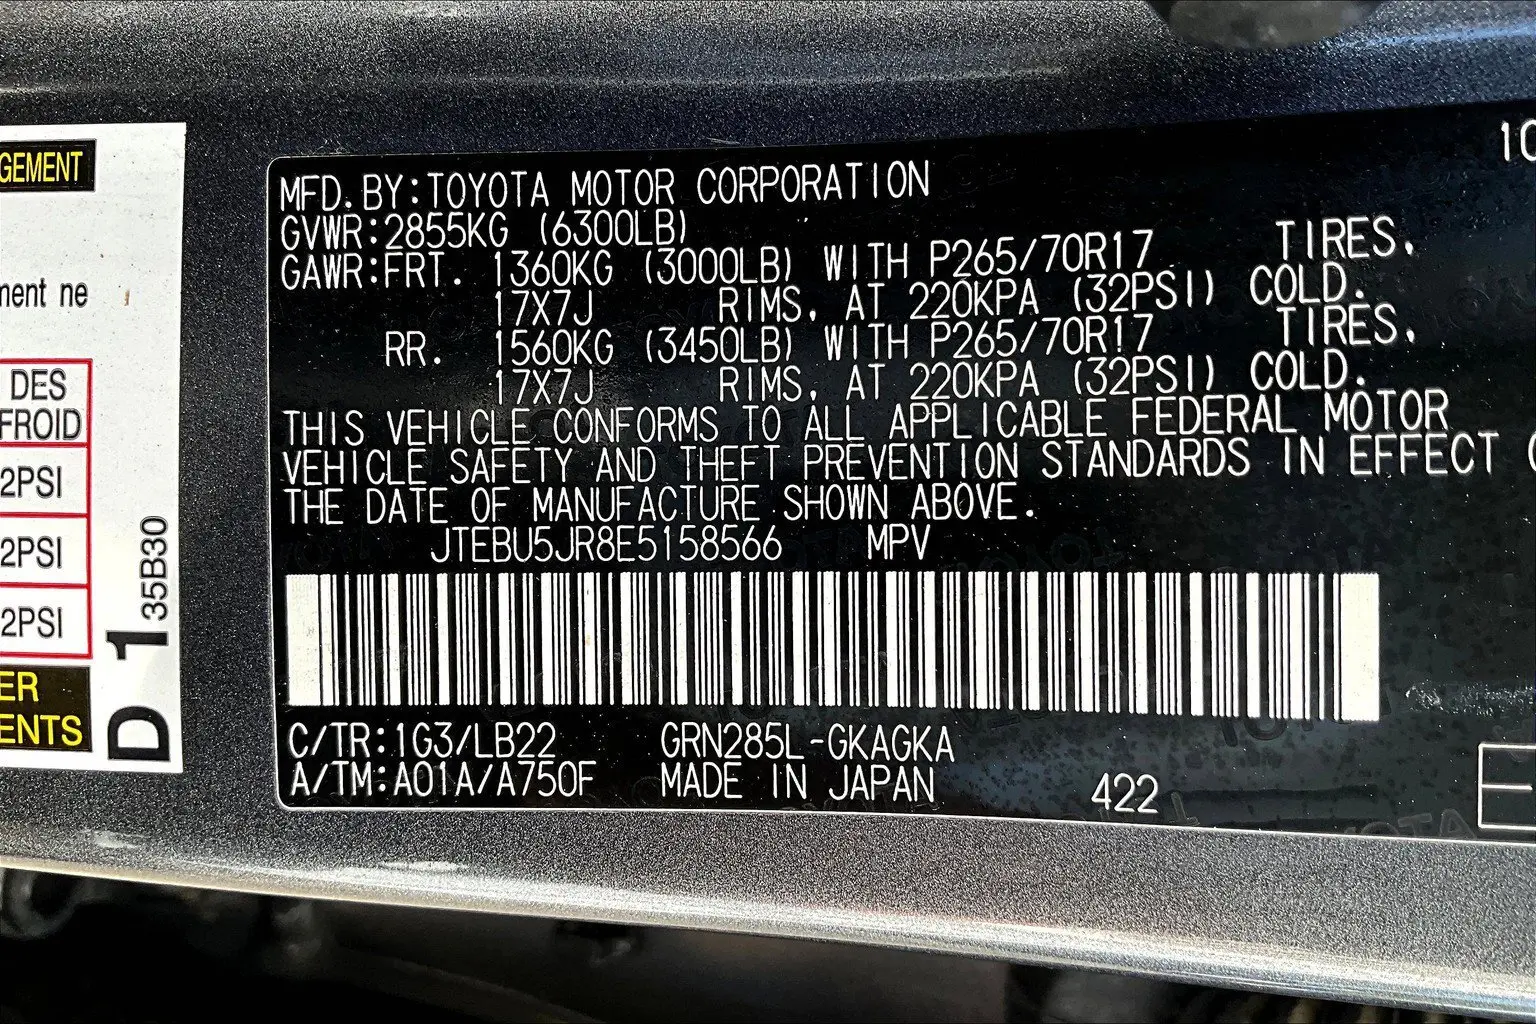 GEMENT
ment ne
DES
FROID
2PSI
2PSI
2PSI
ER
ENTS
D 1 35B30
10
MFD.BY:TOYOTA MOTOR CORPORATION
GVWR:2855KG (6300LB)
GAWR:FRT. 1360KG (3000LB) WITH P265/70R17 TIRES,
17X7J RIMS, AT 220KPA (32PSI) COLD.
RR. 1560KG (3450LB) WITH P265/70R17 TIRES,
17X7J RIMS, AT 220KPA (32PSI) COLD.
THIS VEHICLE CONFORMS TO ALL APPLICABLE FEDERAL MOTOR
VEHICLE SAFETY AND THEFT PREVENTION STANDARDS IN EFFECT
THE DATE OF MANUFACTURE SHOWN ABOVE.
JTEBU5JR8E5158566 MPV
C/TR:1G3/LB22 GRN285L-GKAGKA
A/TM:A01A/A750F MADE IN JAPAN 422